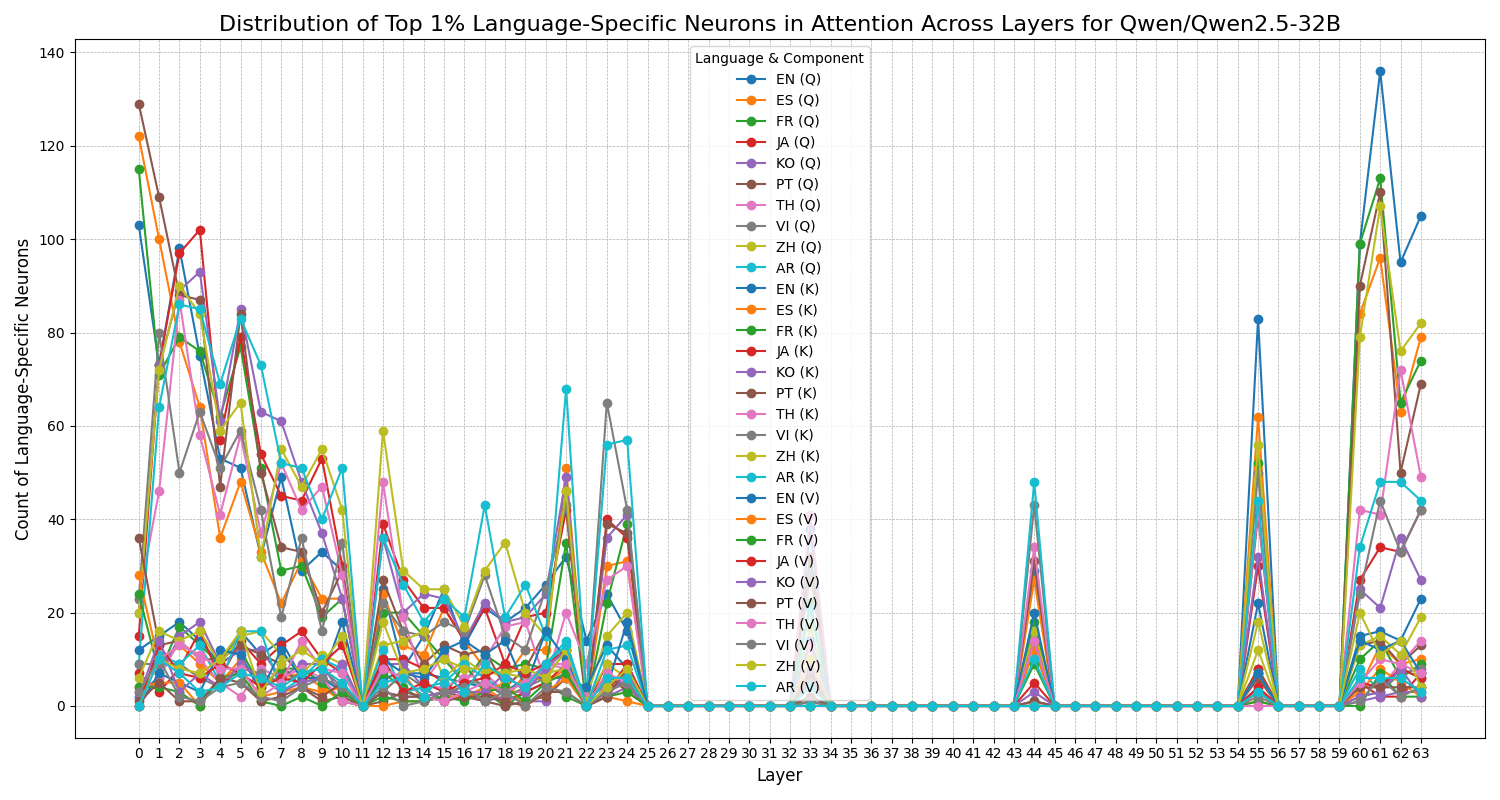 Distribution of Top 1% Language-Specific Neurons in Attention Across Layers for Qwen/Qwen2.5-32B
140
120
100
80
60
40
20
0
Count of Language-Specific Neurons
Language & Component
EN (Q)
ES (Q)
FR (Q)
JA (Q)
KO (Q)
PT (Q)
TH (Q)
VI (Q)
ZH (Q)
AR (Q)
EN (K)
ES (K)
FR (K)
JA (K)
KO (K)
PT (K)
TH (K)
VI (K)
ZH (K)
AR (K)
EN (V)
ES (V)
FR (V)
JA (V)
KO (V)
PT (V)
TH (V)
VI (V)
ZH (V)
AR (V)
0 1 2 3 4 5 6 7 8 9 10 11 12 13 14 15 16 17 18 19 20 21 22 23 24 25 26 27 28 29 30 31 32 33 34 35 36 37 38 39 40 41 42 43 44 45 46 47 48 49 50 51 52 53 54 55 56 57 58 59 60 61 62 63
Layer